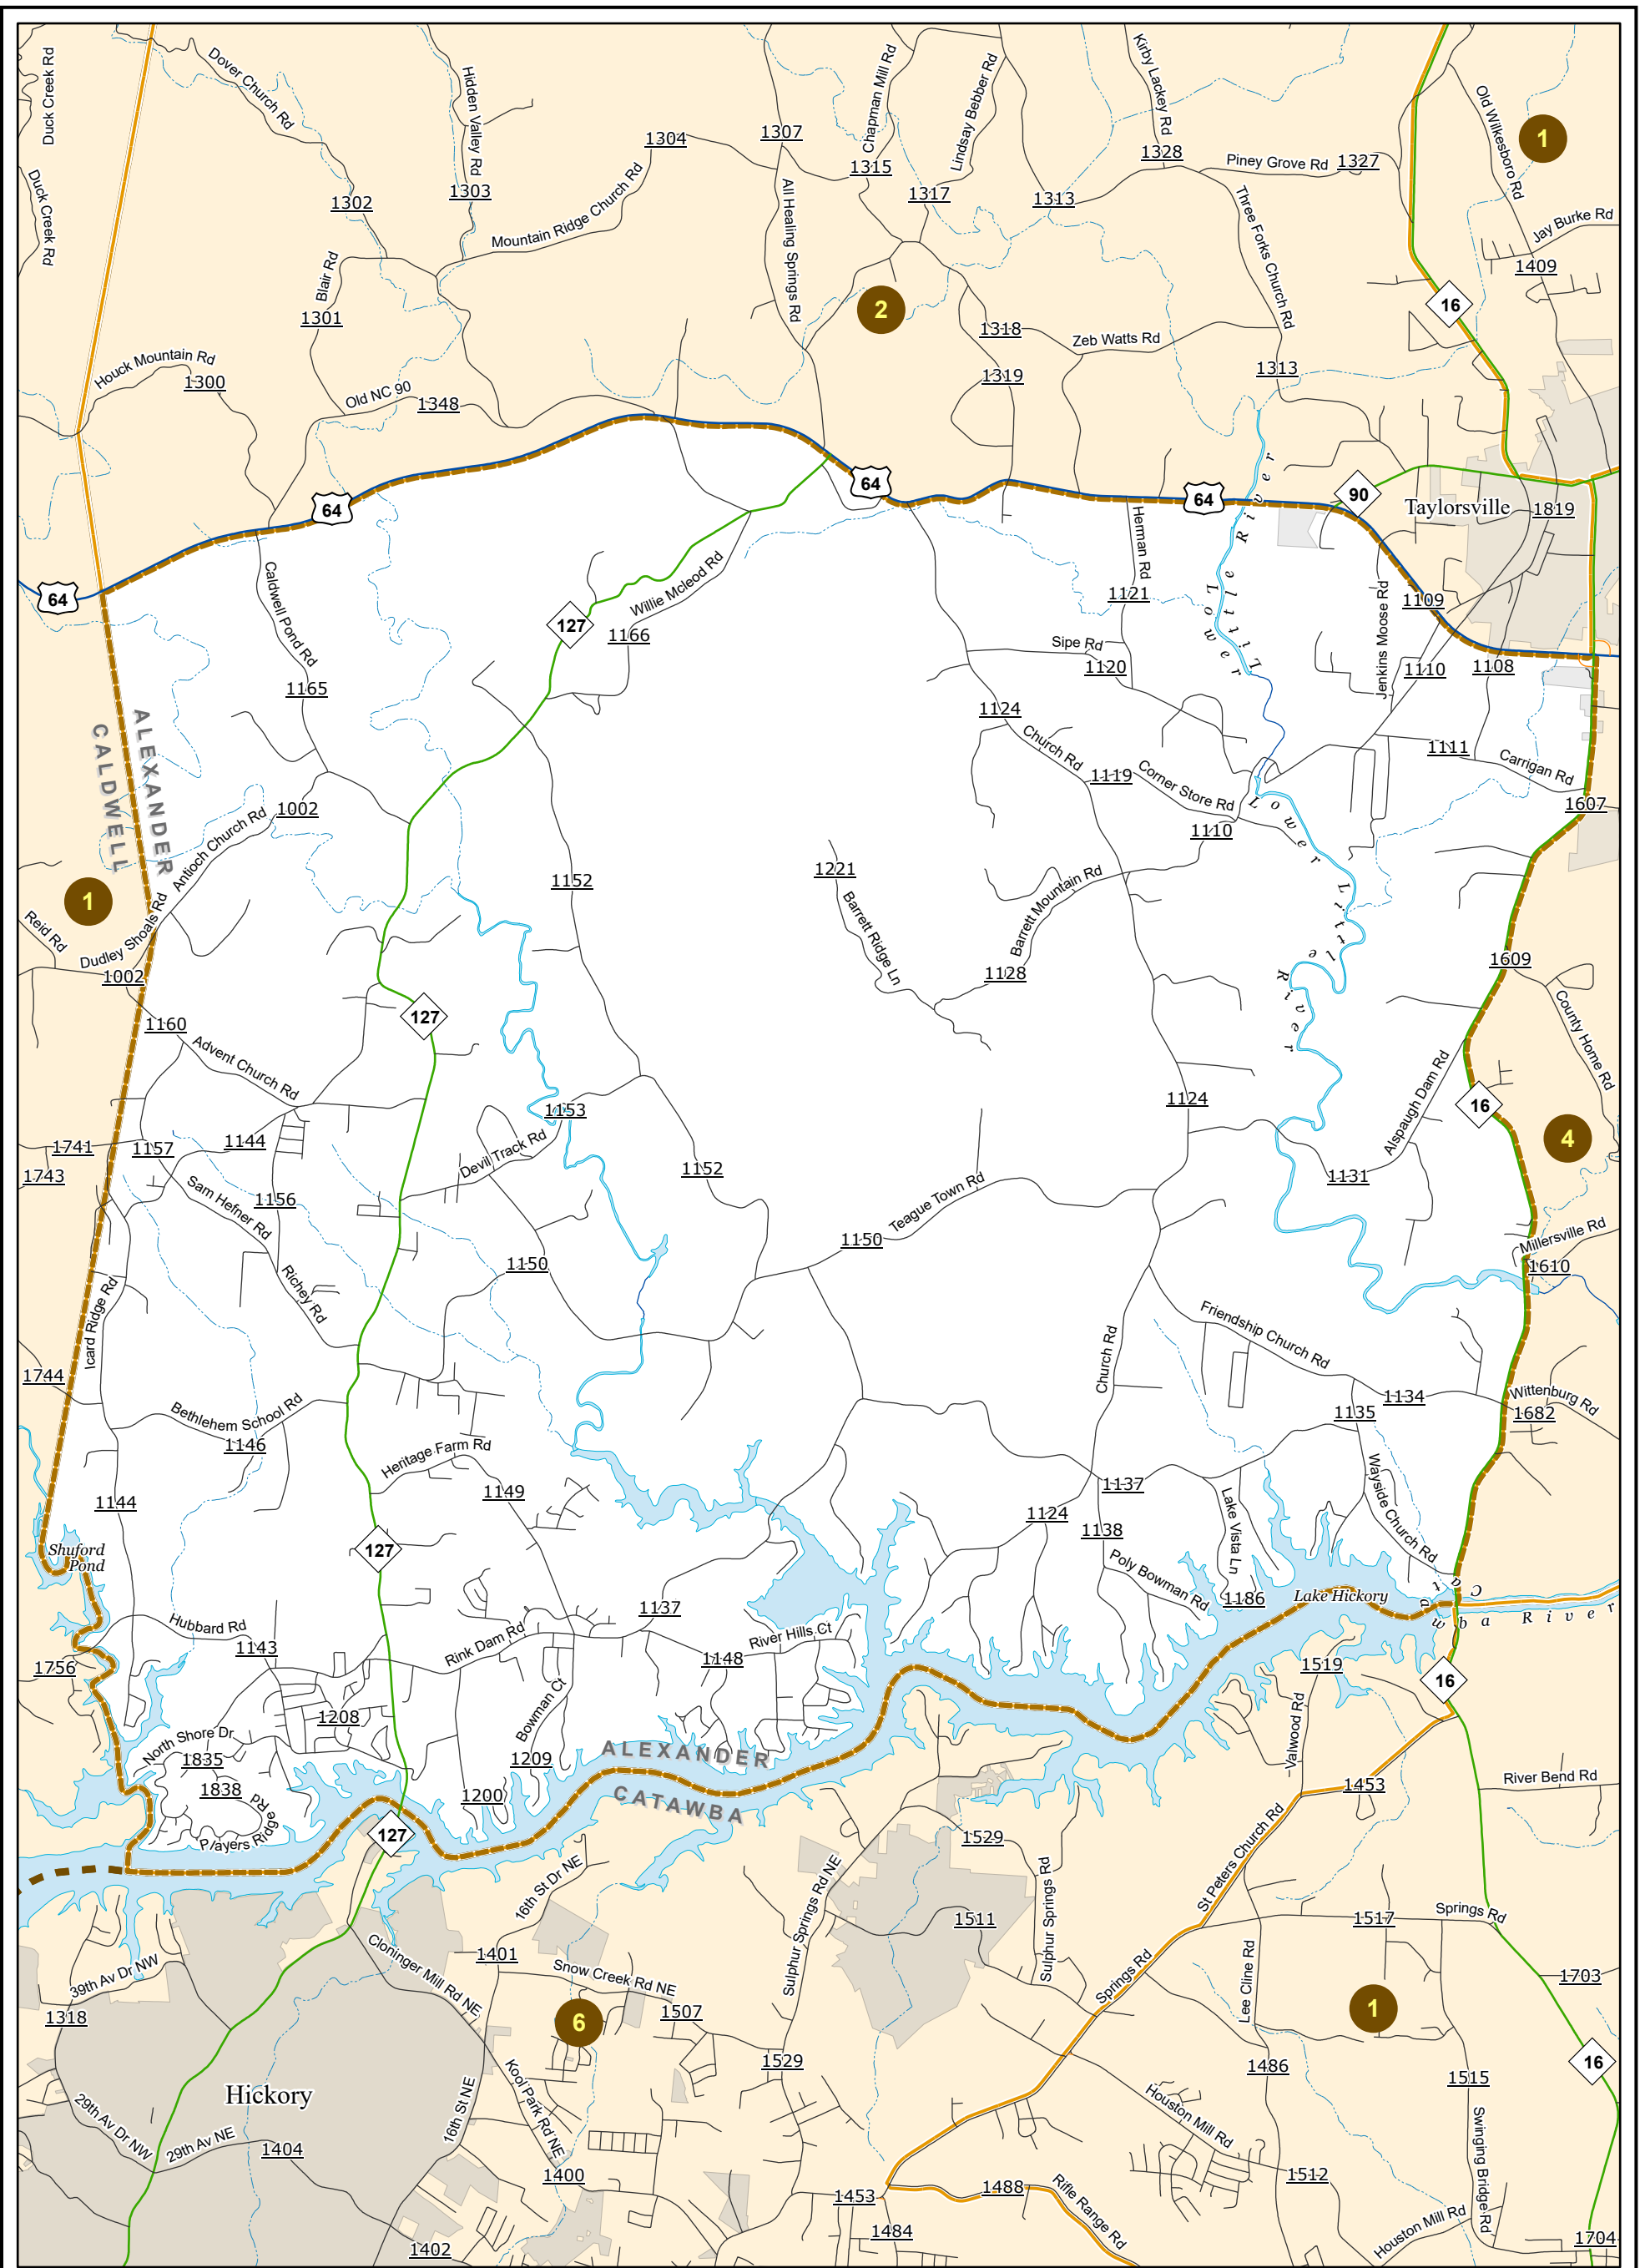 Duck Creek Rd
Dover Church Rd
Hidden Valley Rd
Chapman Mill Rd
Lindsay Bebber Rd
Kirby Lackey Rd
Old Wilkesboro Rd
1
1304
1307
1315
1328
Piney Grove Rd
1327
Duck Creek Rd
1302
1303
Mountain Ridge Church Rd
All Healing Springs Rd
1317
1313
Three Forks Church Rd
Jay Burke Rd
1409
Blair Rd
1301
2
16
1318
Zeb Watts Rd
Houck Mountain Rd
1300
1319
1313
Old NC 90
1348
64
64
64
90
Taylorsville
1819
Lower Little River
64
Caldwell Pond Rd
Willie Mcleod Rd
127
1166
Herman Rd
1121
Jenkins Moose Rd
1109
Sipe Rd
1120
1110
1108
1165
1124
ALEXANDER
CALDWELL
Church Rd
1119
Corner Store Rd
1111
Carrigan Rd
1607
1002
Antioch Church Rd
1110
Lower Little River
1221
Barrett Ridge Ln
Barrett Mountain Rd
1128
1152
1
Reid Rd
Dudley Shoals Rd
1002
1609
County Home Rd
1160
Advent Church Rd
127
1153
1124
Alspaugh Dam Rd
16
4
1741
1743
1157
1144
Devil Track Rd
1152
1131
Sam Hefner Rd
1156
Teague Town Rd
1150
1150
Millersville Rd
1610
Icard Ridge Rd
Richey Rd
Friendship Church Rd
1744
Church Rd
1134
1135
Wittenburg Rd
1682
Bethlehem School Rd
1146
Heritage Farm Rd
1149
1144
1137
1124
1138
Lake Vista Ln
Wayside Church Rd
127
Shuford
Pond
Poly Bowman Rd
1186
Lake Hickory
Catawba River
Hubbard Rd
1143
1137
Rink Dam Rd
River Hills Ct
1148
1756
1519
16
1208
Bowman Ct
North Shore Dr
1835
1838
Players Ridge Rd
1209
1200
ALEXANDER
CATAWBA
Valwood Rd
1453
River Bend Rd
127
1529
St Peters Church Rd
16th St Dr NE
Sulphur Springs Rd NE
1511
Sulphur Springs Rd
1517
Springs Rd
Cloninger Mill Rd NE
1401
Snow Creek Rd NE
39th Av Dr NW
1318
Springs Rd
Lee Cline Rd
1703
6
1507
1
1529
1486
16
1515
Hickory
Kool Park Rd NE
16th St NE
29th Av Dr NW
29th Av NE
1404
1400
Houston Mill Rd
1512
Swinging Bridge Rd
1453
1488
Rifle Range Rd
1484
1402
Houston Mill Rd
1704